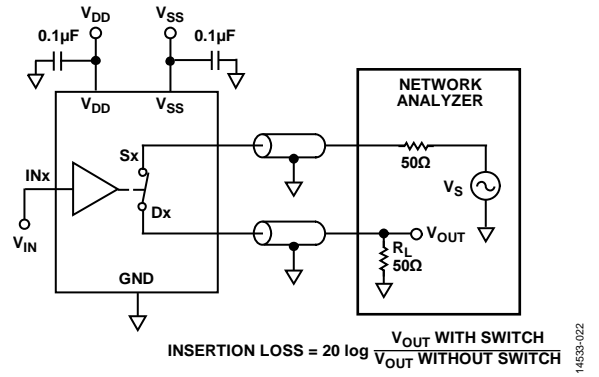 VDD VSS
0.1µF 0.1µF
VDD VSS
NETWORK
ANALYZER
Sx
50Ω
VS
INx
Dx
VOUT
VIN
RL
50Ω
GND
INSERTION LOSS = 20 log VOUT WITH SWITCH
VOUT WITHOUT SWITCH
14533-022